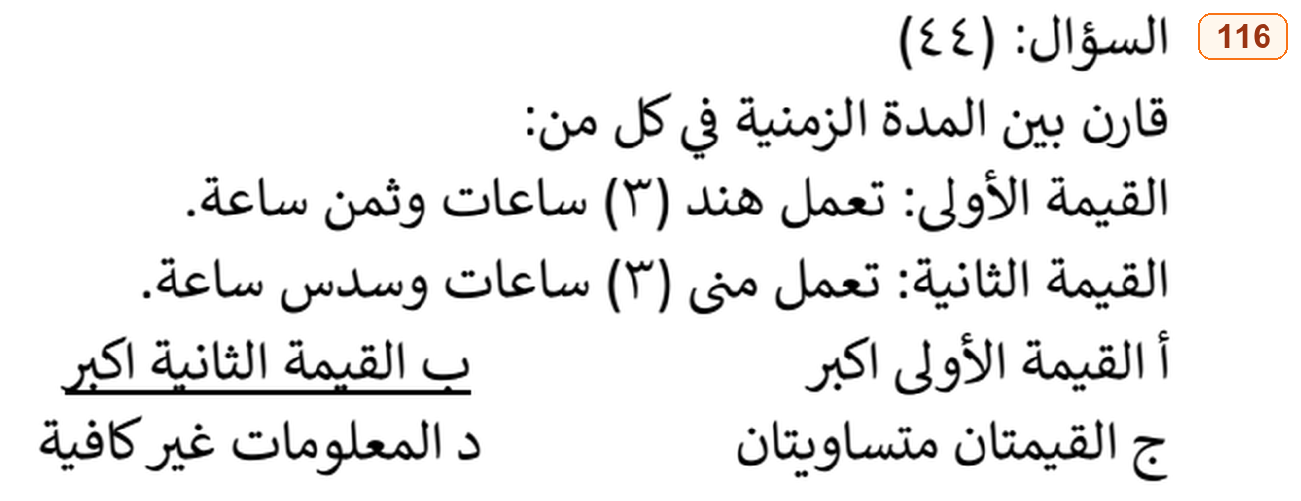 116
السؤال: (٤٤)
قارن بين المدة الزمنية في كل من:
القيمة الأولى: تعمل هند (٣) ساعات وثمن ساعة.
القيمة الثانية: تعمل منى (٣) ساعات وسدس ساعة.
أ القيمة الأولى اكبر ب القيمة الثانية اكبر
ج القيمتان متساويتان د المعلومات غير كافية